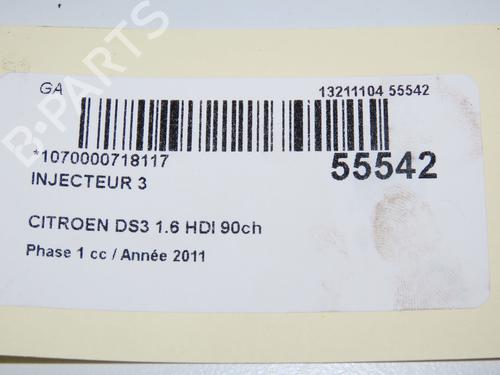 GA
13211104 55542
*1070000718117
55542
INJECTEUR 3
CITROEN DS3 1.6 HDI 90ch
Phase 1 cc / Année 2011
B-PARTS